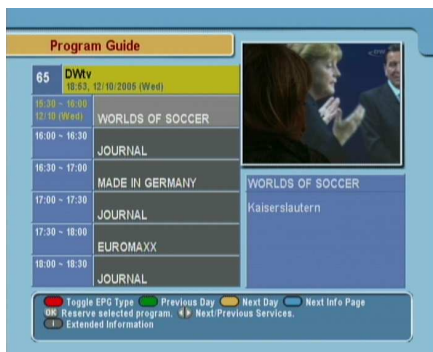 Program Guide
65 DWtv
18:53, 12/10/2005 (Wed)
15:30 ~ 16:00
12/10 (Wed) WORLDS OF SOCCER
16:00 ~ 16:30
JOURNAL
16:30 ~ 17:00
MADE IN GERMANY
17:00 ~ 17:30
JOURNAL
17:30 ~ 18:00
EUROMAXX
18:00 ~ 18:30
JOURNAL
WORLDS OF SOCCER
Kaiserslautern
Toggle EPG Type Previous Day Next Day Next Info Page
OK Reserve selected program. Next/Previous Services.
i Extended Information